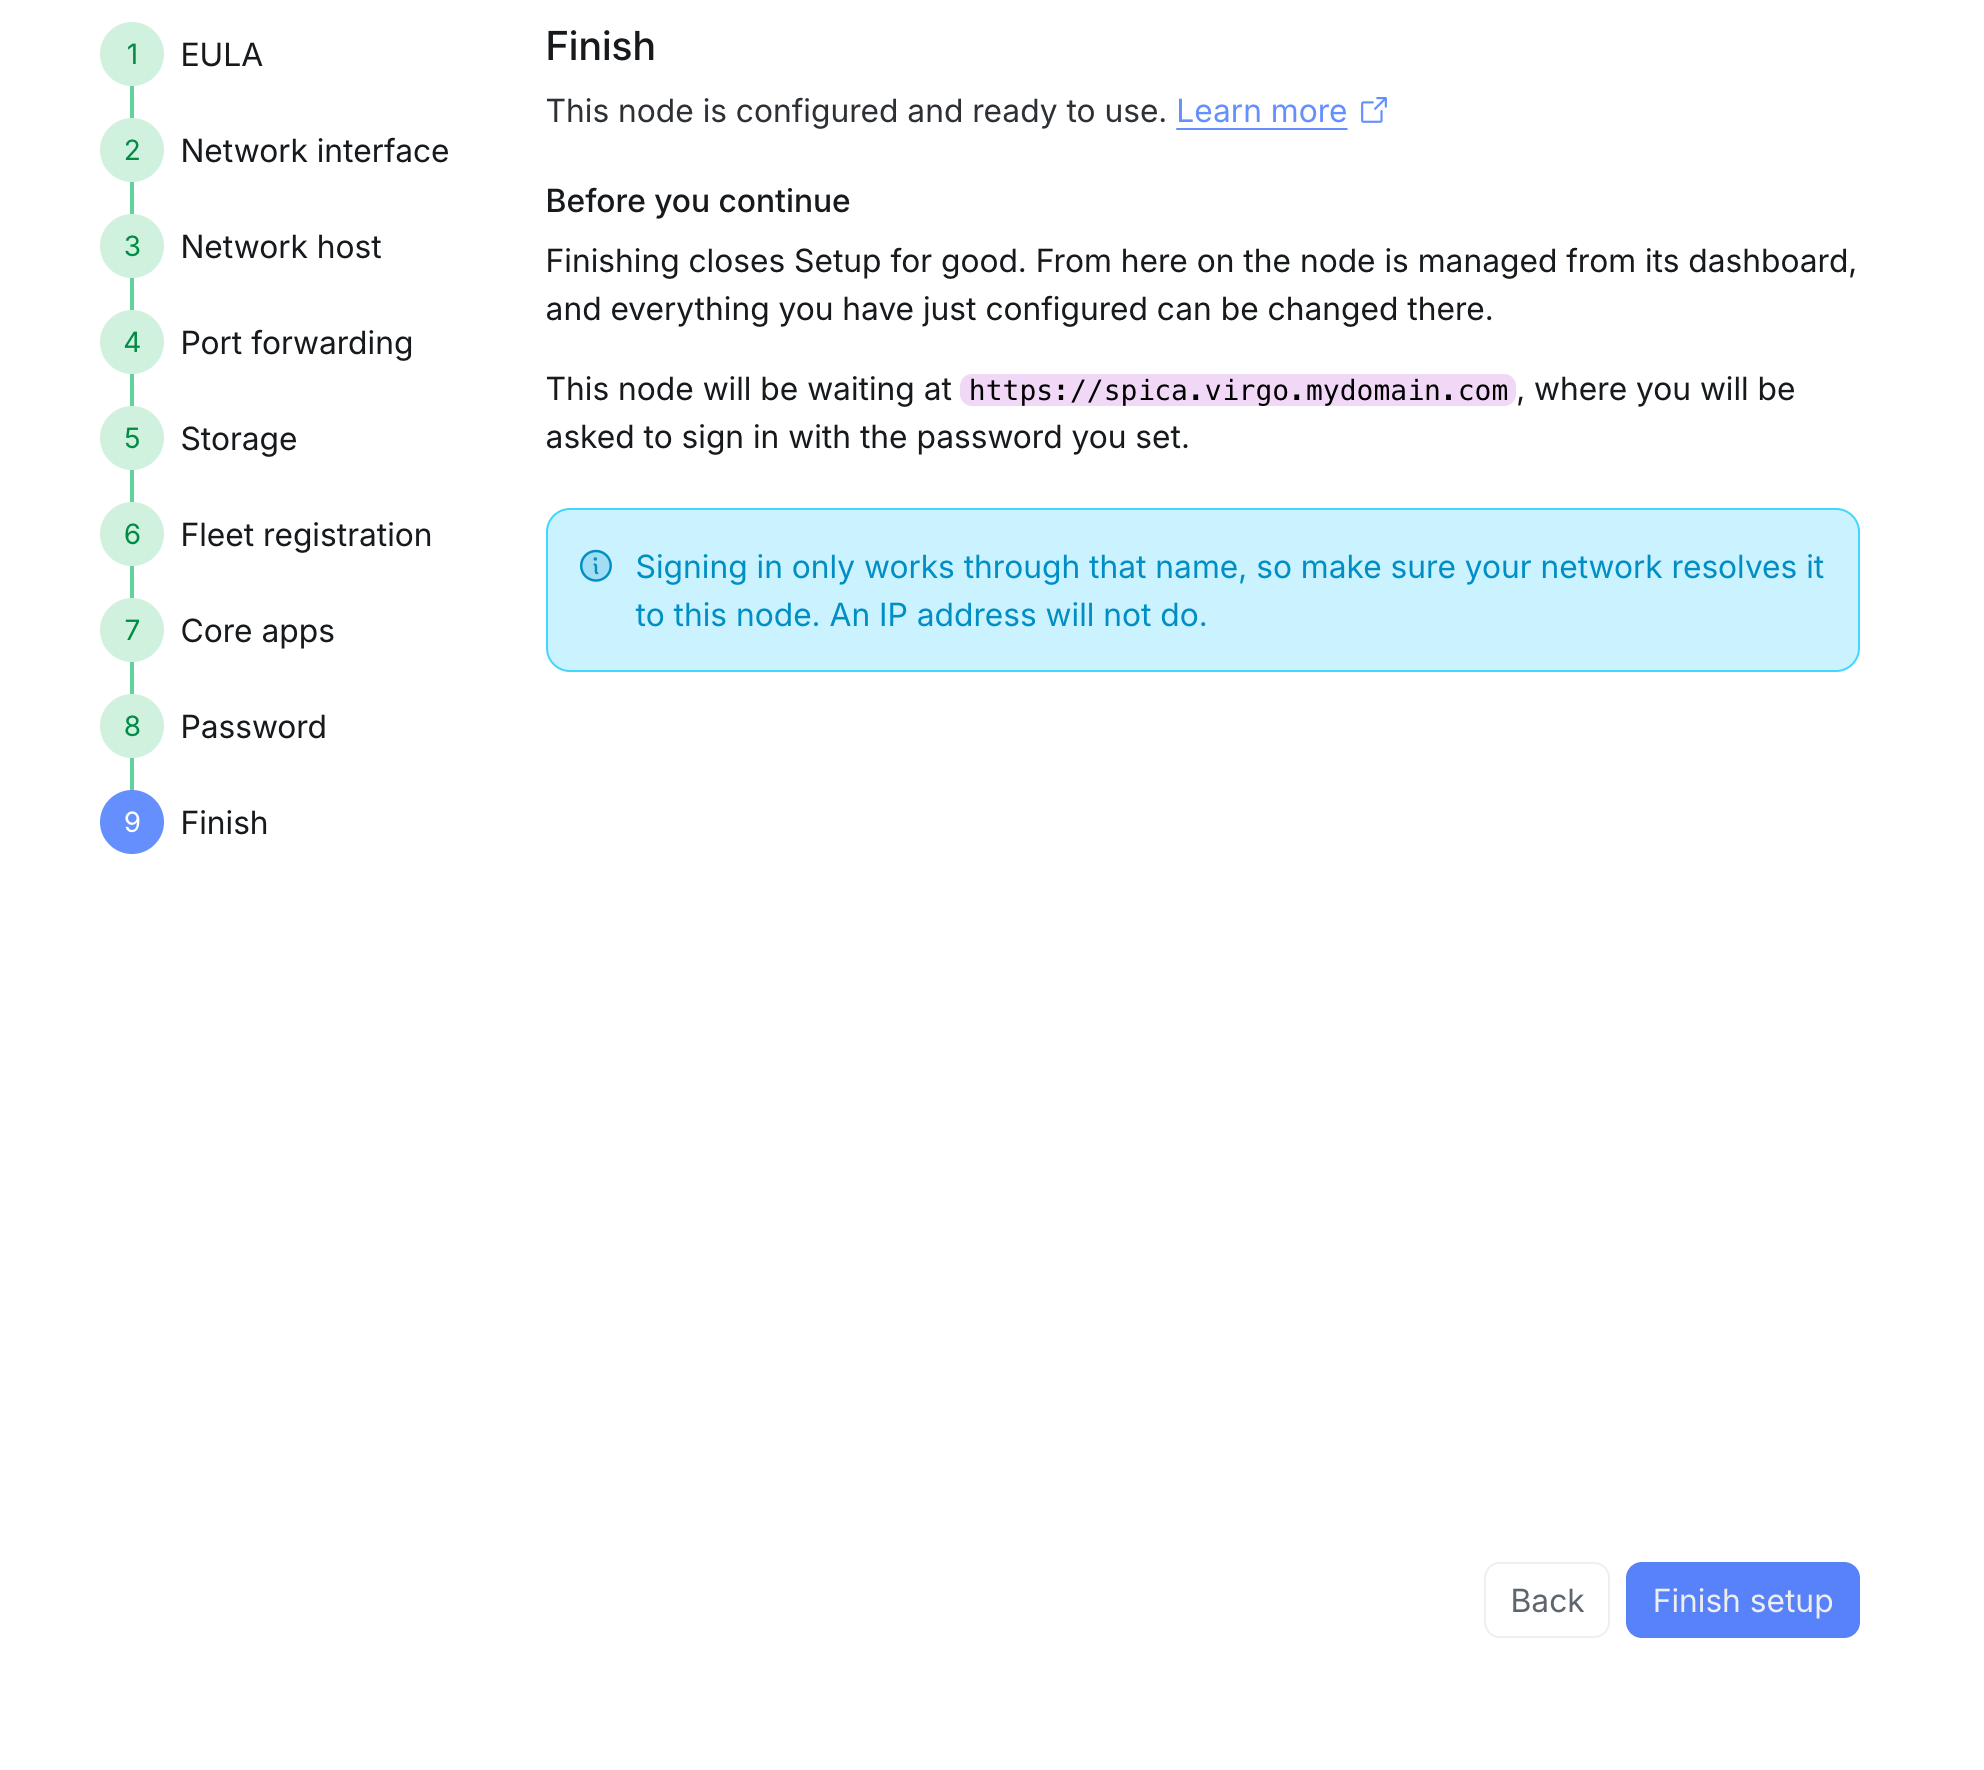 1 EULA
2 Network interface
3 Network host
4 Port forwarding
5 Storage
6 Fleet registration
7 Core apps
8 Password
9 Finish
Finish
This node is configured and ready to use. Learn more
Before you continue
Finishing closes Setup for good. From here on the node is managed from its dashboard,
and everything you have just configured can be changed there.
This node will be waiting at https://spica.virgo.mydomain.com, where you will be
asked to sign in with the password you set.
Signing in only works through that name, so make sure your network resolves it
to this node. An IP address will not do.
Back
Finish setup